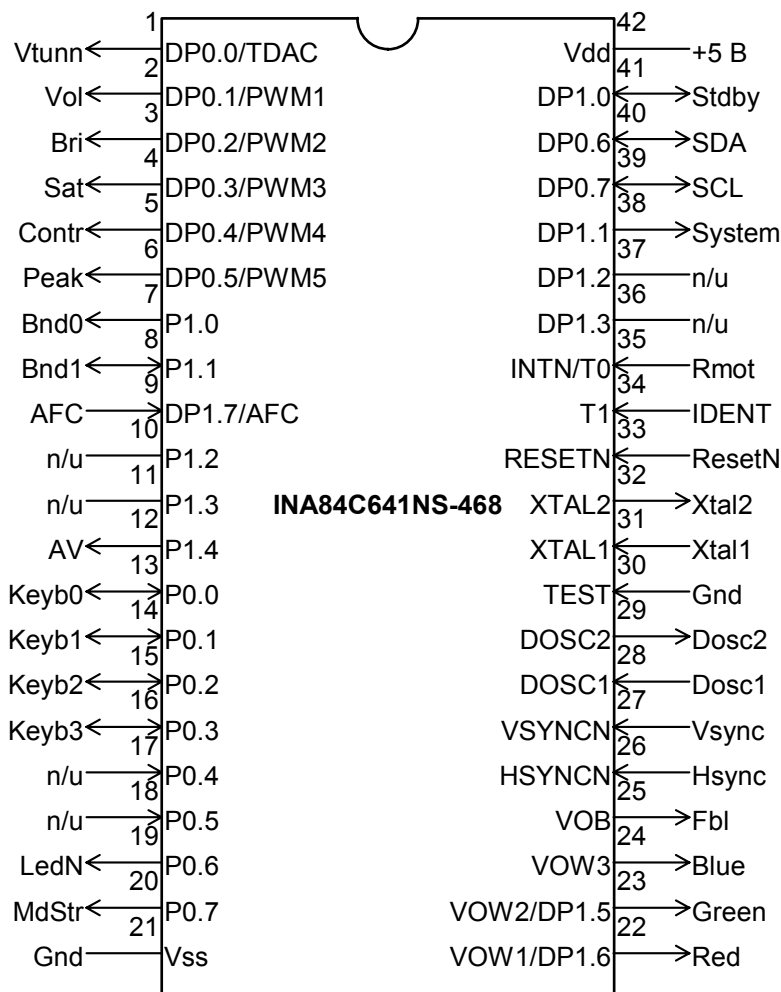 1 42
Vtunn DP0.0/TDAC Vdd +5 B
2 41
Vol DP0.1/PWM1 DP1.0 Stdby
3 40
Bri DP0.2/PWM2 DP0.6 SDA
4 39
Sat DP0.3/PWM3 DP0.7 SCL
5 38
Contr DP0.4/PWM4 DP1.1 System
6 37
Peak DP0.5/PWM5 DP1.2 n/u
7 36
Bnd0 P1.0 DP1.3 n/u
8 35
Bnd1 P1.1 INTN/T0 Rmot
9 34
AFC DP1.7/AFC T1 IDENT
10 33
n/u P1.2 RESETN ResetN
11 32
n/u P1.3 INA84C641NS-468 XTAL2 Xtal2
12 31
AV P1.4 XTAL1 Xtal1
13 30
Keyb0 P0.0 TEST Gnd
14 29
Keyb1 P0.1 DOSC2 Dosc2
15 28
Keyb2 P0.2 DOSC1 Dosc1
16 27
Keyb3 P0.3 VSYNCN Vsync
17 26
n/u P0.4 HSYNCN Hsync
18 25
n/u P0.5 VOB Fbl
19 24
LedN P0.6 VOW3 Blue
20 23
MdStr P0.7 VOW2/DP1.5 Green
21 22
Gnd Vss VOW1/DP1.6 Red